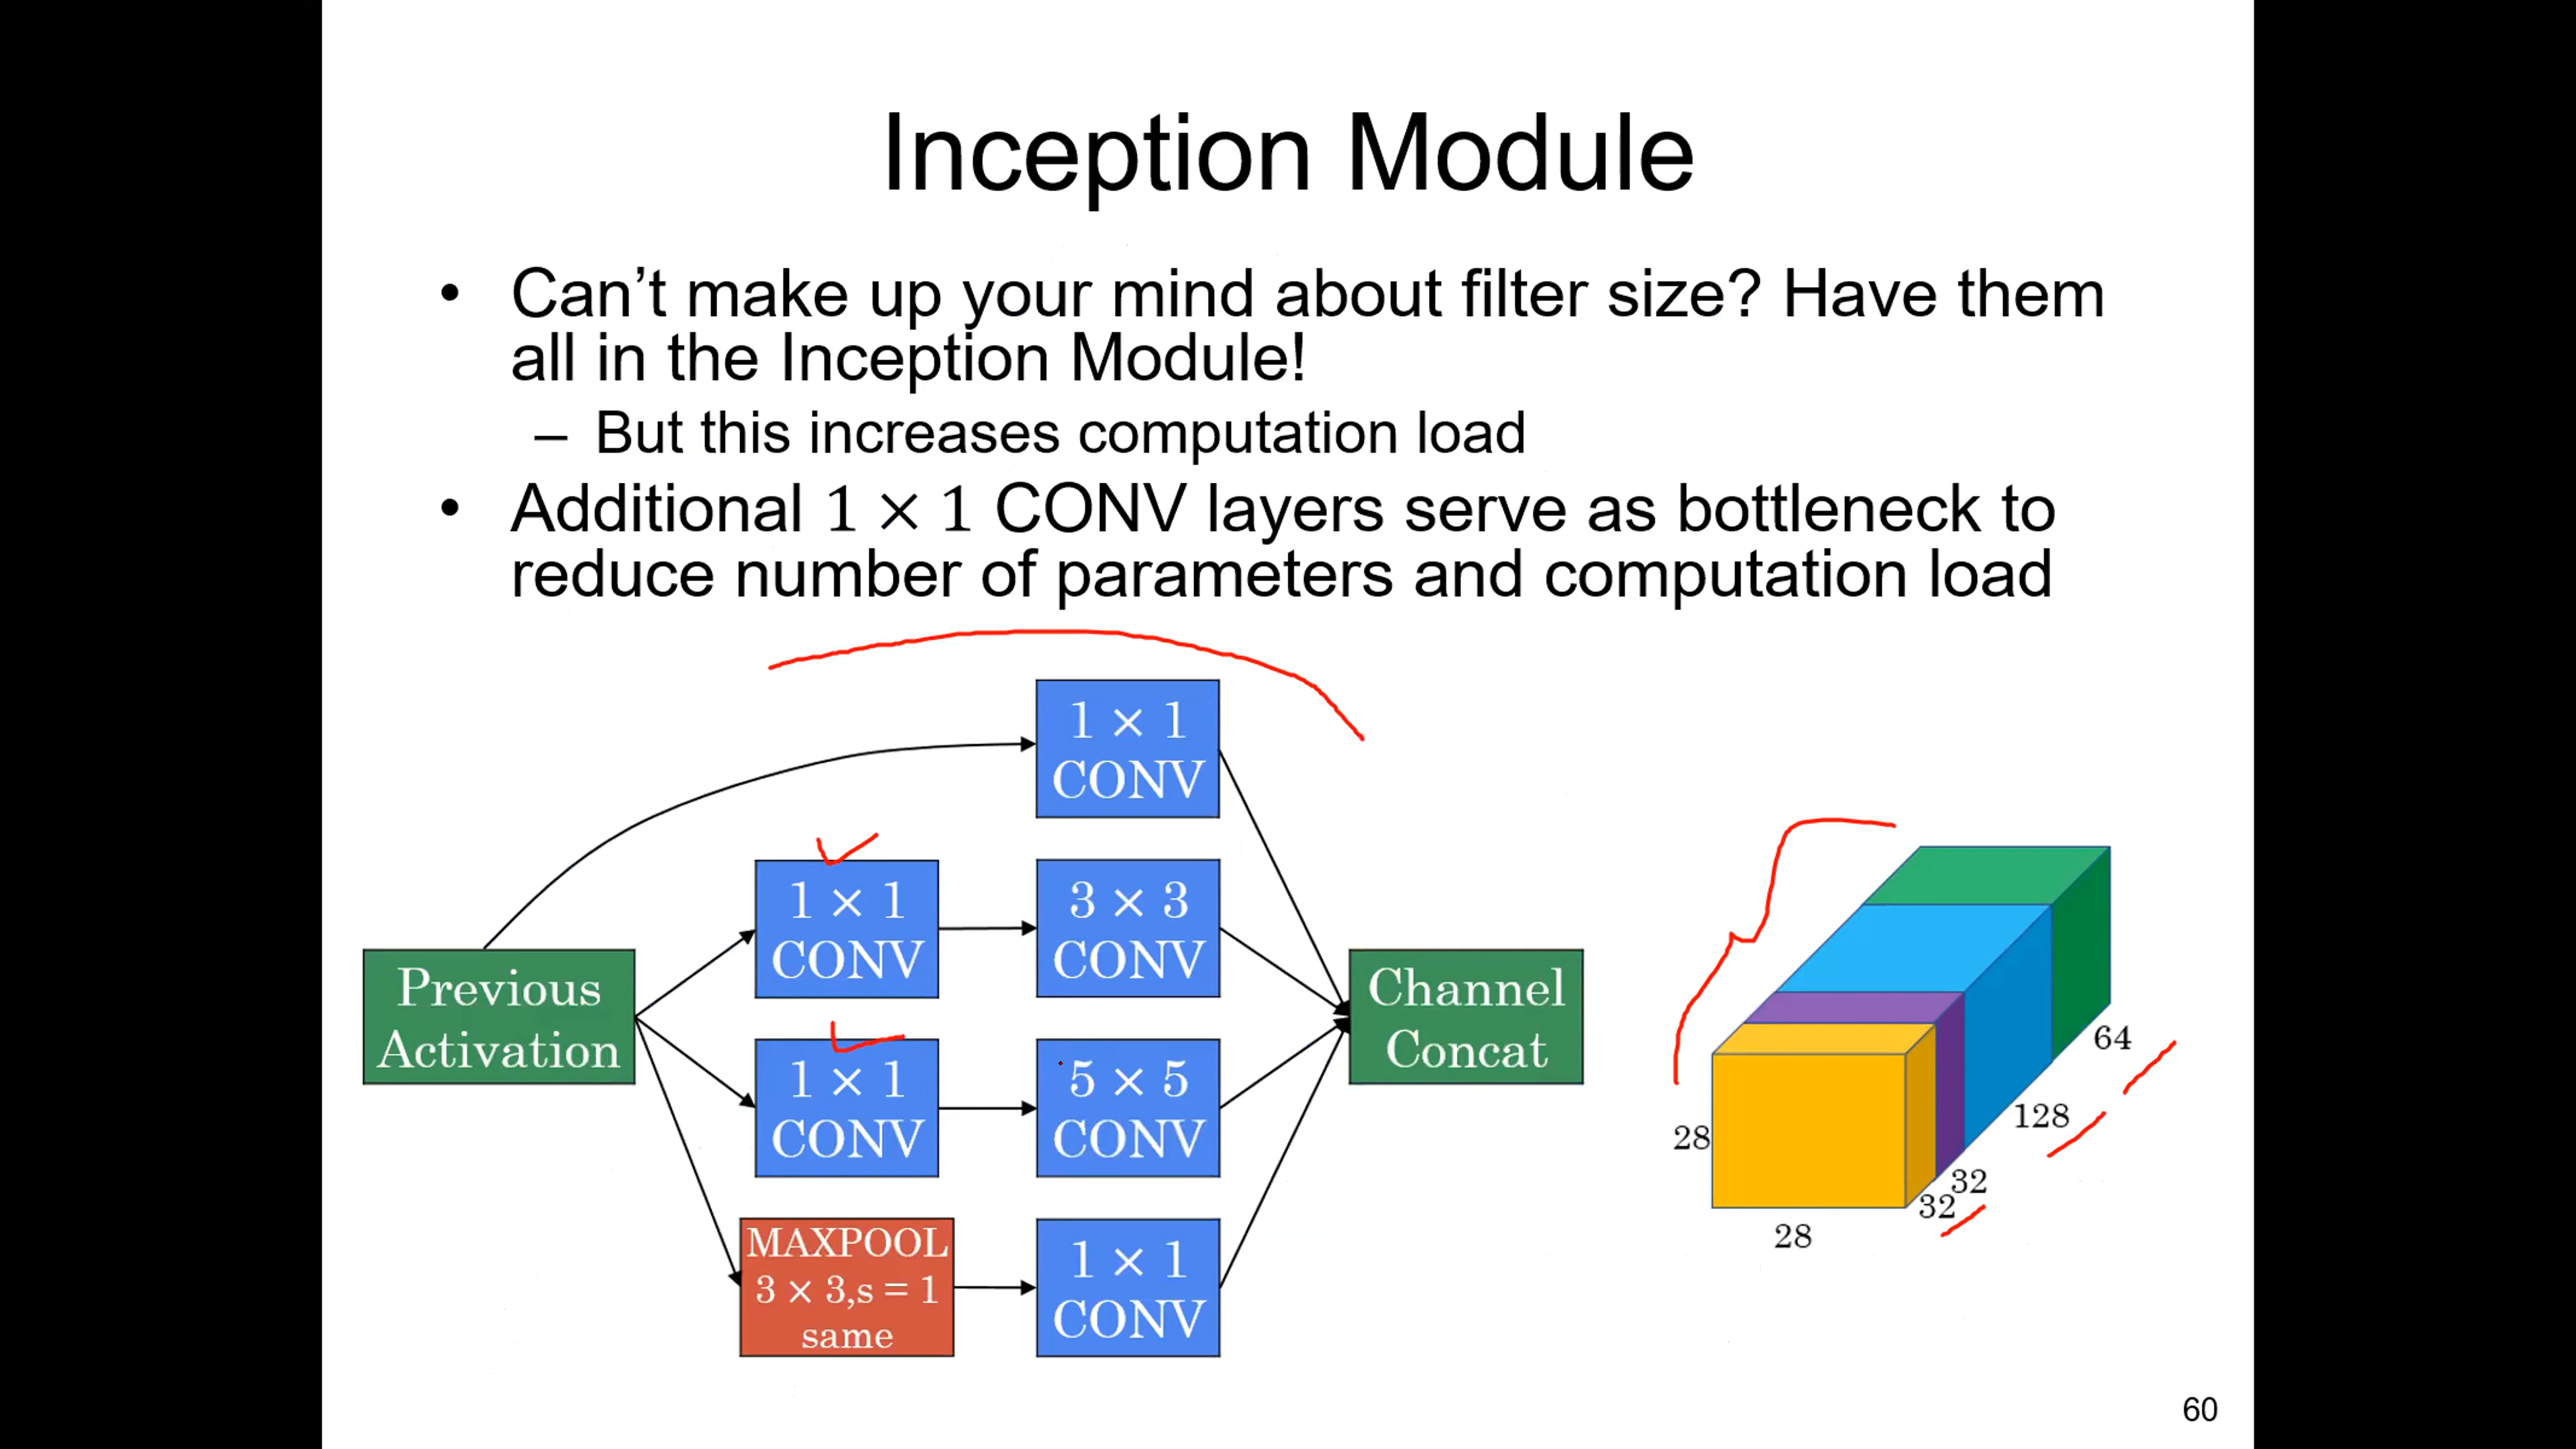 Inception Module
• Can’t make up your mind about filter size? Have them
all in the Inception Module!
– But this increases computation load
• Additional 1 × 1 CONV layers serve as bottleneck to
reduce number of parameters and computation load
1 × 1
CONV
1 × 1
CONV
3 × 3
CONV
Previous
Activation
1 × 1
CONV
5 × 5
CONV
Channel
Concat
MAXPOOL
3 × 3,s = 1
same
1 × 1
CONV
64
128
32
32
28
28
60